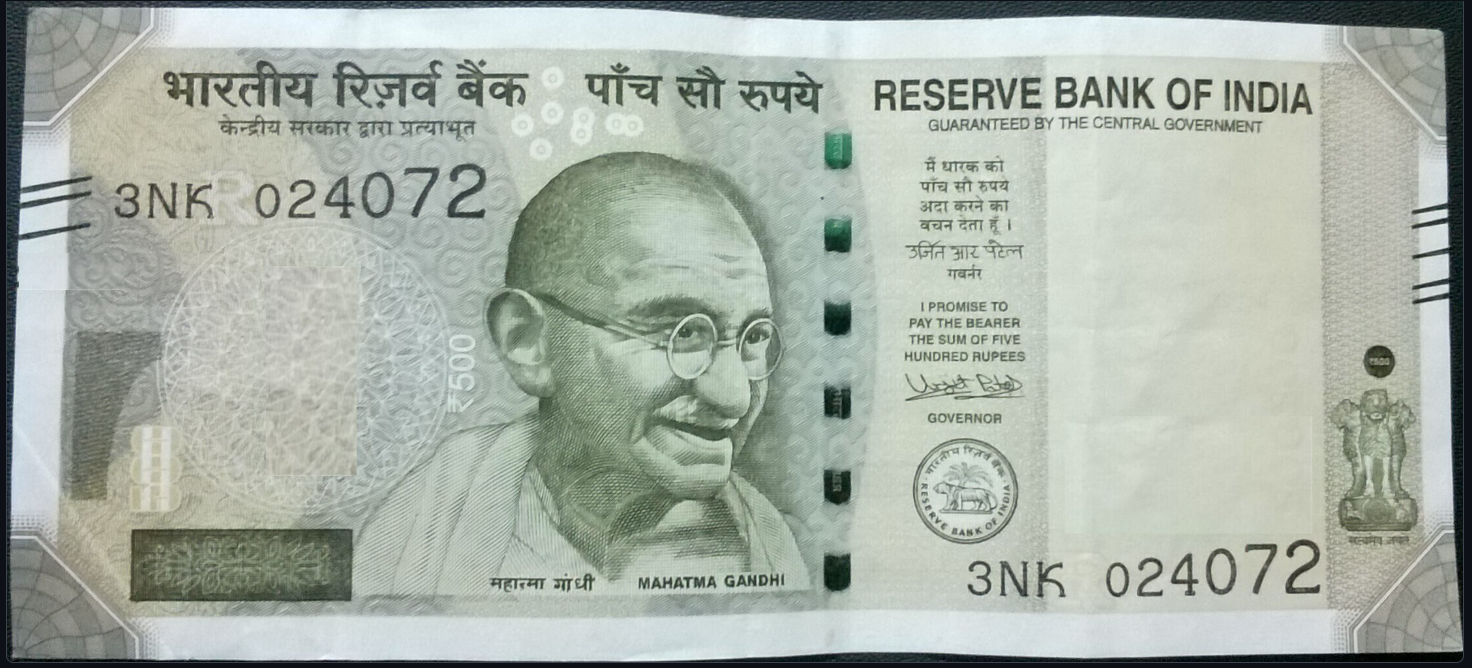 भारतीय रिज़र्व बैंक
केन्द्रीय सरकार द्वारा प्रत्याभूत
पाँच सौ रुपये
RESERVE BANK OF INDIA
GUARANTEED BY THE CENTRAL GOVERNMENT
3NK 024072
₹500
मैं धारक को
पाँच सौ रुपये
अदा करने का
वचन देता हूँ ।
उर्जित आर पटेल
गवर्नर
I PROMISE TO
PAY THE BEARER
THE SUM OF FIVE
HUNDRED RUPEES
Urjit Patel
GOVERNOR
₹500
भारतीय रिज़र्व बैंक
RESERVE BANK OF INDIA
सत्यमेव जयते
3NK 024072
महात्मा गांधी
MAHATMA GANDHI